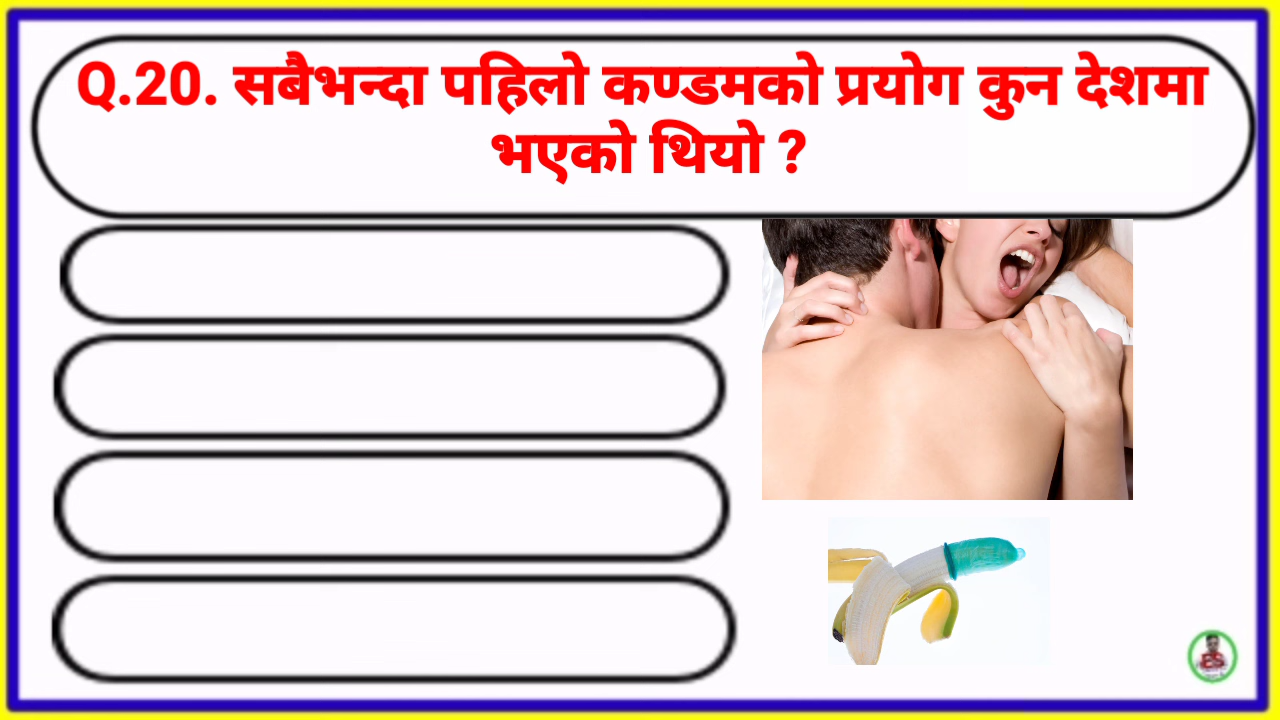 Q.20. सबैभन्दा पहिलो कण्डमको प्रयोग कुन देशमा
भएको थियो ?